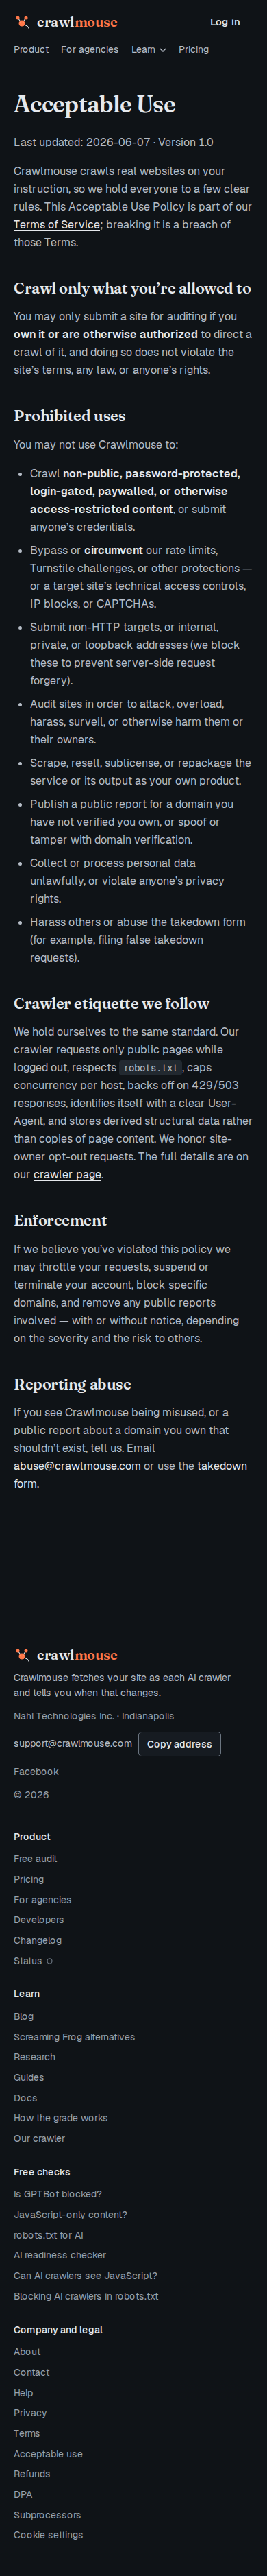 crawlmouse
Log in
Product For agencies Learn Pricing
Acceptable Use
Last updated: 2026-06-07 · Version 1.0
Crawlmouse crawls real websites on your
instruction, so we hold everyone to a few clear
rules. This Acceptable Use Policy is part of our
Terms of Service; breaking it is a breach of
those Terms.
Crawl only what you’re allowed to
You may only submit a site for auditing if you
own it or are otherwise authorized to direct a
crawl of it, and doing so does not violate the
site’s terms, any law, or anyone’s rights.
Prohibited uses
You may not use Crawlmouse to:
• Crawl non-public, password-protected,
login-gated, paywalled, or otherwise
access-restricted content, or submit
anyone’s credentials.
• Bypass or circumvent our rate limits,
Turnstile challenges, or other protections —
or a target site’s technical access controls,
IP blocks, or CAPTCHAs.
• Submit non-HTTP targets, or internal,
private, or loopback addresses (we block
these to prevent server-side request
forgery).
• Audit sites in order to attack, overload,
harass, surveil, or otherwise harm them or
their owners.
• Scrape, resell, sublicense, or repackage the
service or its output as your own product.
• Publish a public report for a domain you
have not verified you own, or spoof or
tamper with domain verification.
• Collect or process personal data
unlawfully, or violate anyone’s privacy
rights.
• Harass others or abuse the takedown form
(for example, filing false takedown
requests).
Crawler etiquette we follow
We hold ourselves to the same standard. Our
crawler requests only public pages while
logged out, respects robots.txt, caps
concurrency per host, backs off on 429/503
responses, identifies itself with a clear User-
Agent, and stores derived structural data rather
than copies of page content. We honor site-
owner opt-out requests. The full details are on
our crawler page.
Enforcement
If we believe you’ve violated this policy we
may throttle your requests, suspend or
terminate your account, block specific
domains, and remove any public reports
involved — with or without notice, depending
on the severity and the risk to others.
Reporting abuse
If you see Crawlmouse being misused, or a
public report about a domain you own that
shouldn’t exist, tell us. Email
abuse@crawlmouse.com or use the takedown
form.
crawlmouse
Crawlmouse fetches your site as each AI crawler
and tells you when that changes.
Nahl Technologies Inc. · Indianapolis
support@crawlmouse.com Copy address
Facebook
© 2026
Product
Free audit
Pricing
For agencies
Developers
Changelog
Status
Learn
Blog
Screaming Frog alternatives
Research
Guides
Docs
How the grade works
Our crawler
Free checks
Is GPTBot blocked?
JavaScript-only content?
robots.txt for AI
AI readiness checker
Can AI crawlers see JavaScript?
Blocking AI crawlers in robots.txt
Company and legal
About
Contact
Help
Privacy
Terms
Acceptable use
Refunds
DPA
Subprocessors
Cookie settings